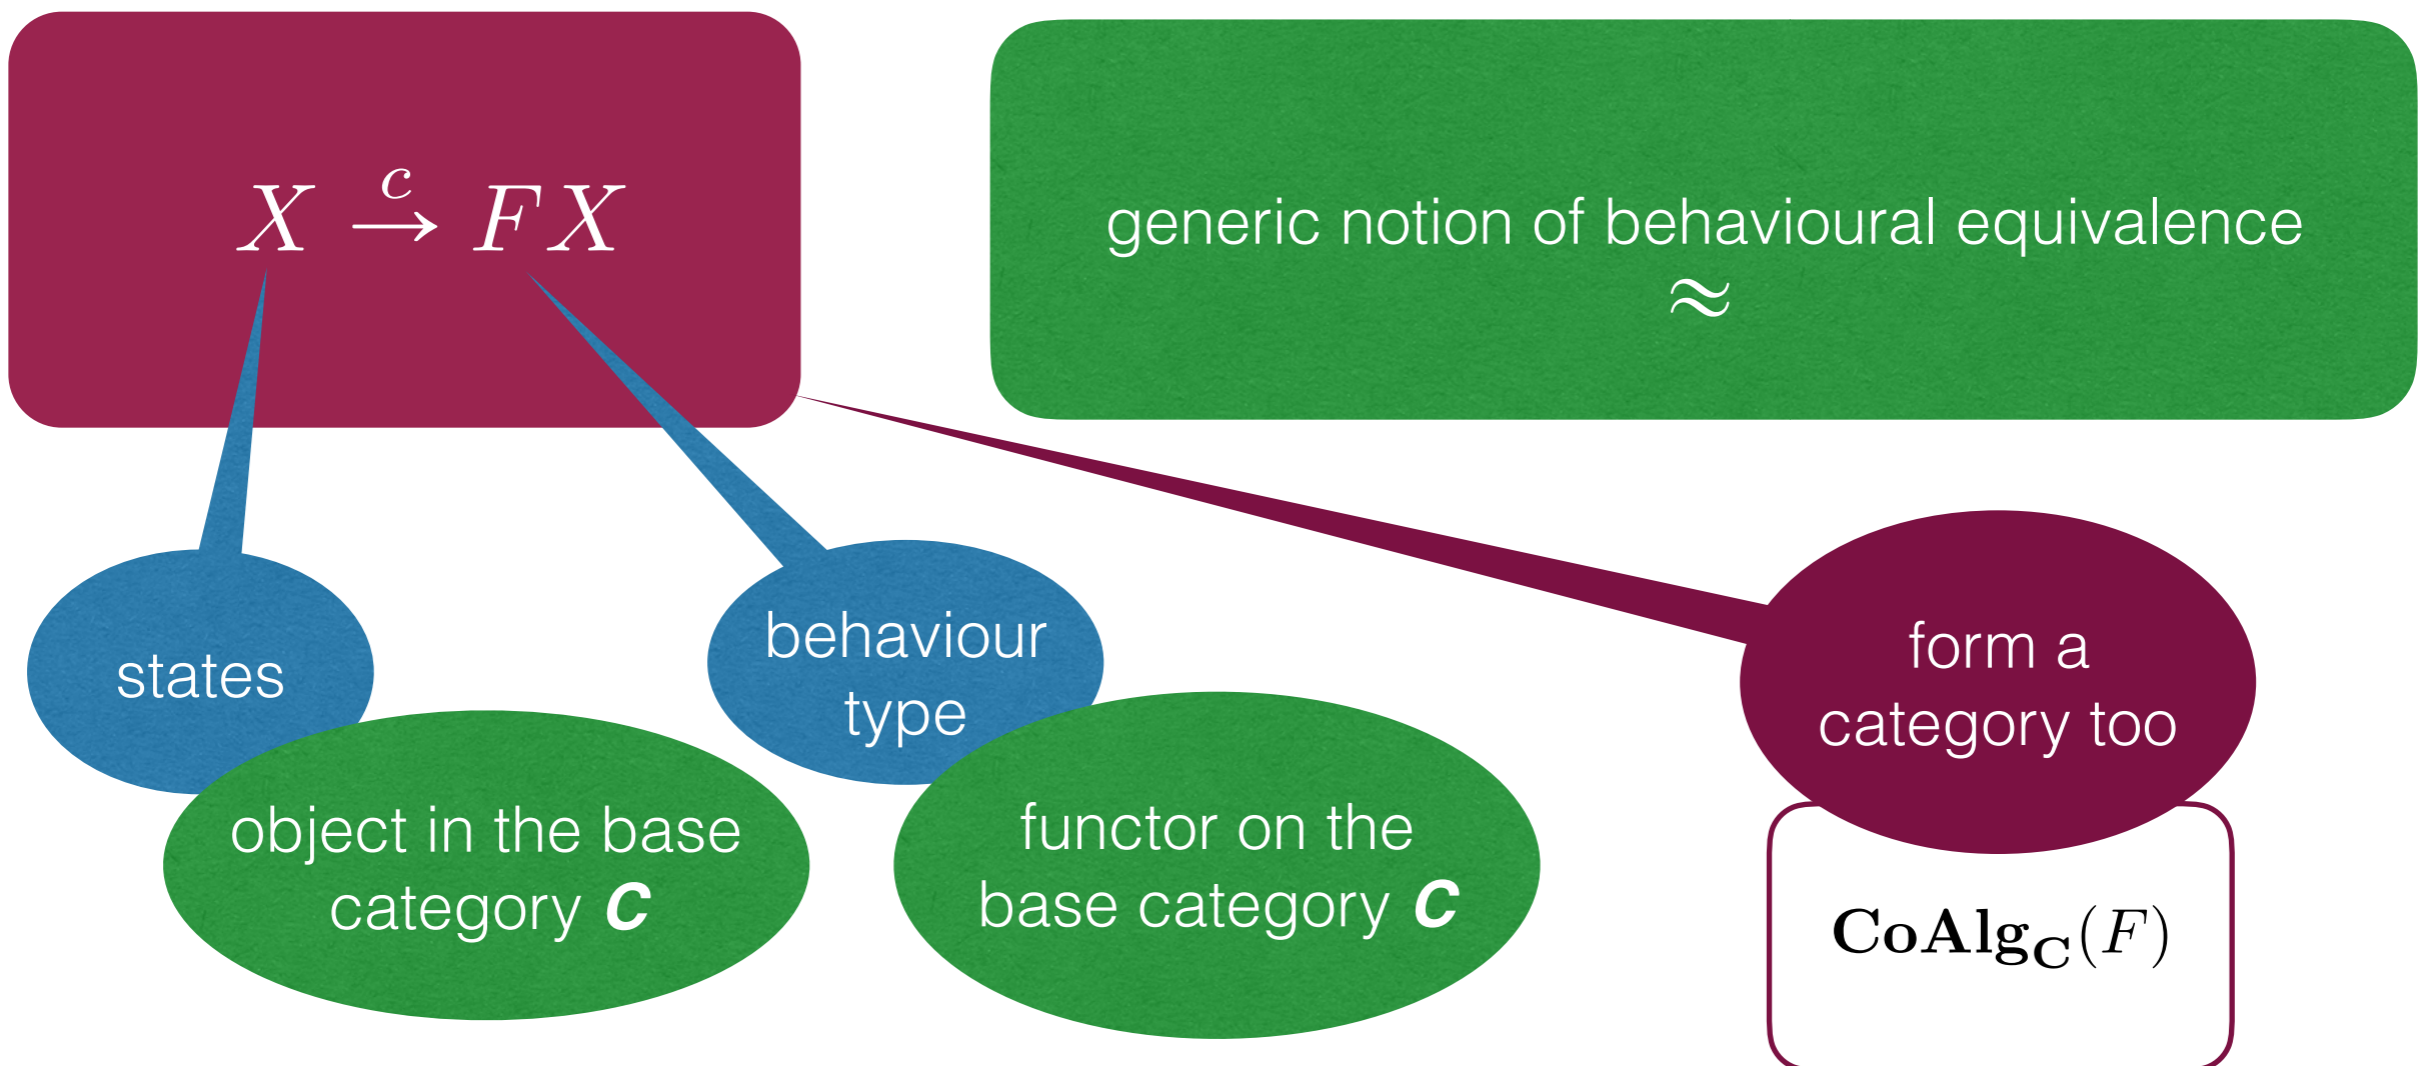 X →^c FX
generic notion of behavioural equivalence
≈
states
behaviour
type
form a
category too
object in the base
category C
functor on the
base category C
CoAlg_C(F)